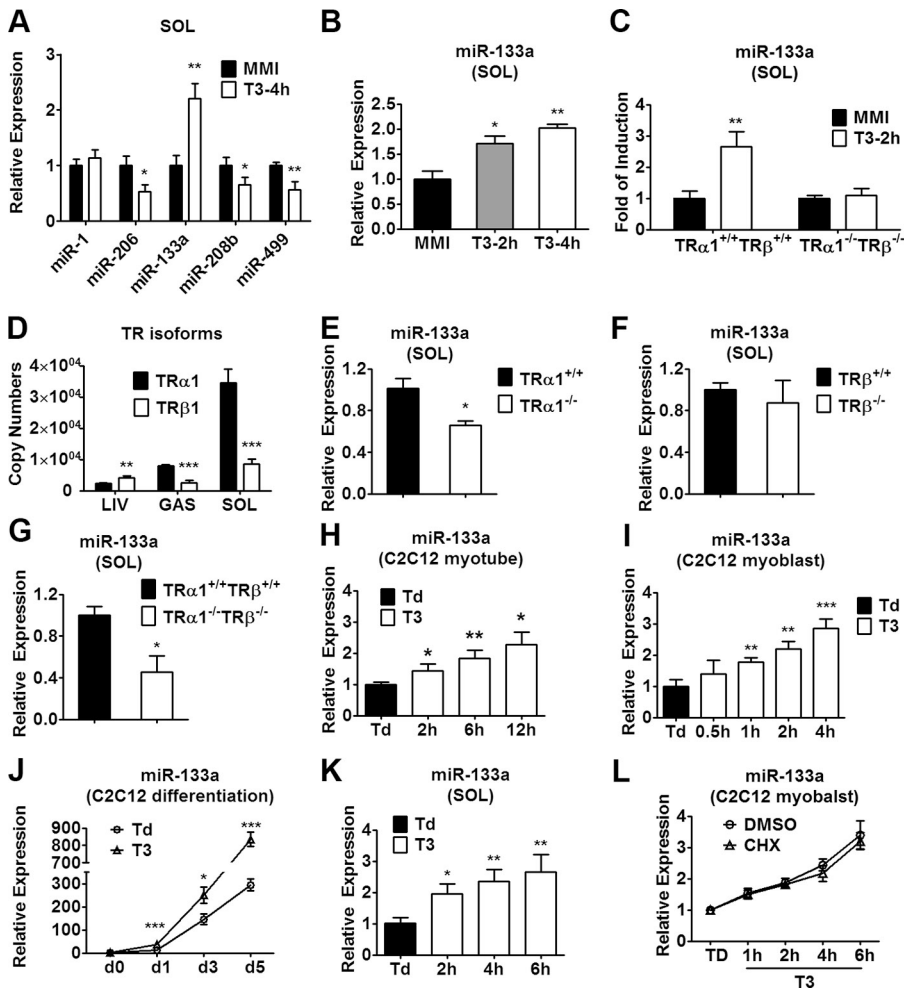 A
SOL
Relative Expression
3
2
1
0
MMI
T3-4h
*
**
*
**
miR-1
miR-206
miR-133a
miR-208b
miR-499
B
miR-133a
(SOL)
Relative Expression
2.5
2.0
1.5
1.0
0.5
0.0
*
**
MMI
T3-2h
T3-4h
C
miR-133a
(SOL)
Fold of Induction
4
3
2
1
0
MMI
T3-2h
**
TRα1+/+TRβ+/+
TRα1-/-TRβ-/-
D
TR isoforms
Copy Numbers
4×10⁰⁴
3×10⁰⁴
2×10⁰⁴
1×10⁰⁴
0
TRα1
TRβ1
**
***
***
LIV
GAS
SOL
E
miR-133a
(SOL)
Relative Expression
1.2
0.8
0.4
0.0
TRα1+/+
TRα1-/-
*
F
miR-133a
(SOL)
Relative Expression
1.2
0.8
0.4
0.0
TRβ+/+
TRβ-/-
G
miR-133a
(SOL)
Relative Expression
1.2
0.8
0.4
0.0
TRα1+/+TRβ+/+
TRα1-/-TRβ-/-
*
H
miR-133a
(C2C12 myotube)
Relative Expression
4
3
2
1
0
Td
T3
*
**
*
Td
2h
6h
12h
I
miR-133a
(C2C12 myoblast)
Relative Expression
4
3
2
1
0
Td
T3
**
**
***
Td
0.5h
1h
2h
4h
J
miR-133a
(C2C12 differentiation)
Relative Expression
900
800
700
300
200
100
0
Td
T3
***
*
***
d0
d1
d3
d5
K
miR-133a
(SOL)
Relative Expression
4
3
2
1
0
Td
T3
*
**
**
Td
2h
4h
6h
L
miR-133a
(C2C12 myobalst)
Relative Expression
4
3
2
1
0
DMSO
CHX
TD
1h
2h
4h
6h
T3